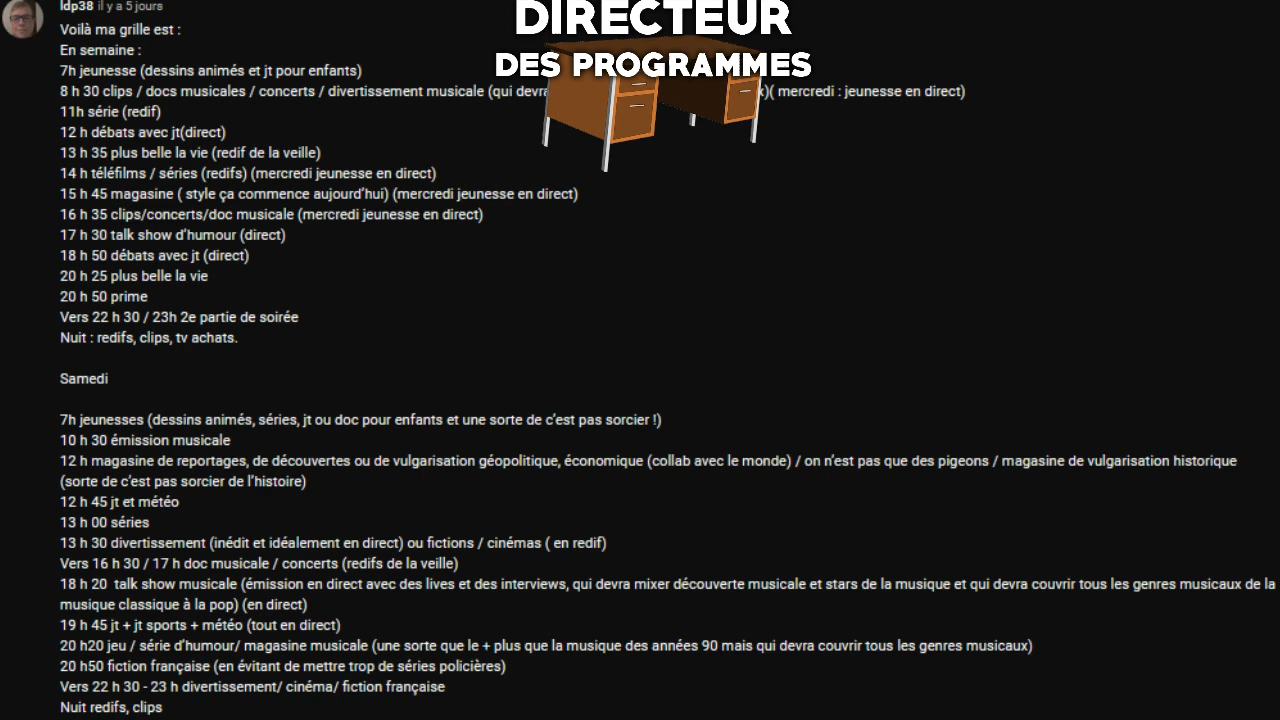 DIRECTEUR
DES PROGRAMMES
ldp38 il y a 5 jours
Voilà ma grille est :
En semaine :
7h jeunesse (dessins animés et jt pour enfants)
8 h 30 clips / docs musicales / concerts / divertissement musicale (qui devra )( mercredi : jeunesse en direct)
11h série (redif)
12 h débats avec jt(direct)
13 h 35 plus belle la vie (redif de la veille)
14 h téléfilms / séries (redifs) (mercredi jeunesse en direct)
15 h 45 magasine ( style ça commence aujourd'hui) (mercredi jeunesse en direct)
16 h 35 clips/concerts/doc musicale (mercredi jeunesse en direct)
17 h 30 talk show d'humour (direct)
18 h 50 débats avec jt (direct)
20 h 25 plus belle la vie
20 h 50 prime
Vers 22 h 30 / 23h 2e partie de soirée
Nuit : redifs, clips, tv achats.
Samedi
7h jeunesses (dessins animés, séries, jt ou doc pour enfants et une sorte de c'est pas sorcier !)
10 h 30 émission musicale
12 h magasine de reportages, de découvertes ou de vulgarisation géopolitique, économique (collab avec le monde) / on n'est pas que des pigeons / magasine de vulgarisation historique
(sorte de c'est pas sorcier de l'histoire)
12 h 45 jt et météo
13 h 00 séries
13 h 30 divertissement (inédit et idéalement en direct) ou fictions / cinémas ( en redif)
Vers 16 h 30 / 17 h doc musicale / concerts (redifs de la veille)
18 h 20 talk show musicale (émission en direct avec des lives et des interviews, qui devra mixer découverte musicale et stars de la musique et qui devra couvrir tous les genres musicaux de la
musique classique à la pop) (en direct)
19 h 45 jt + jt sports + météo (tout en direct)
20 h20 jeu / série d'humour/ magasine musicale (une sorte que le + plus que la musique des années 90 mais qui devra couvrir tous les genres musicaux)
20 h50 fiction française (en évitant de mettre trop de séries policières)
Vers 22 h 30 - 23 h divertissement/ cinéma/ fiction française
Nuit redifs, clips